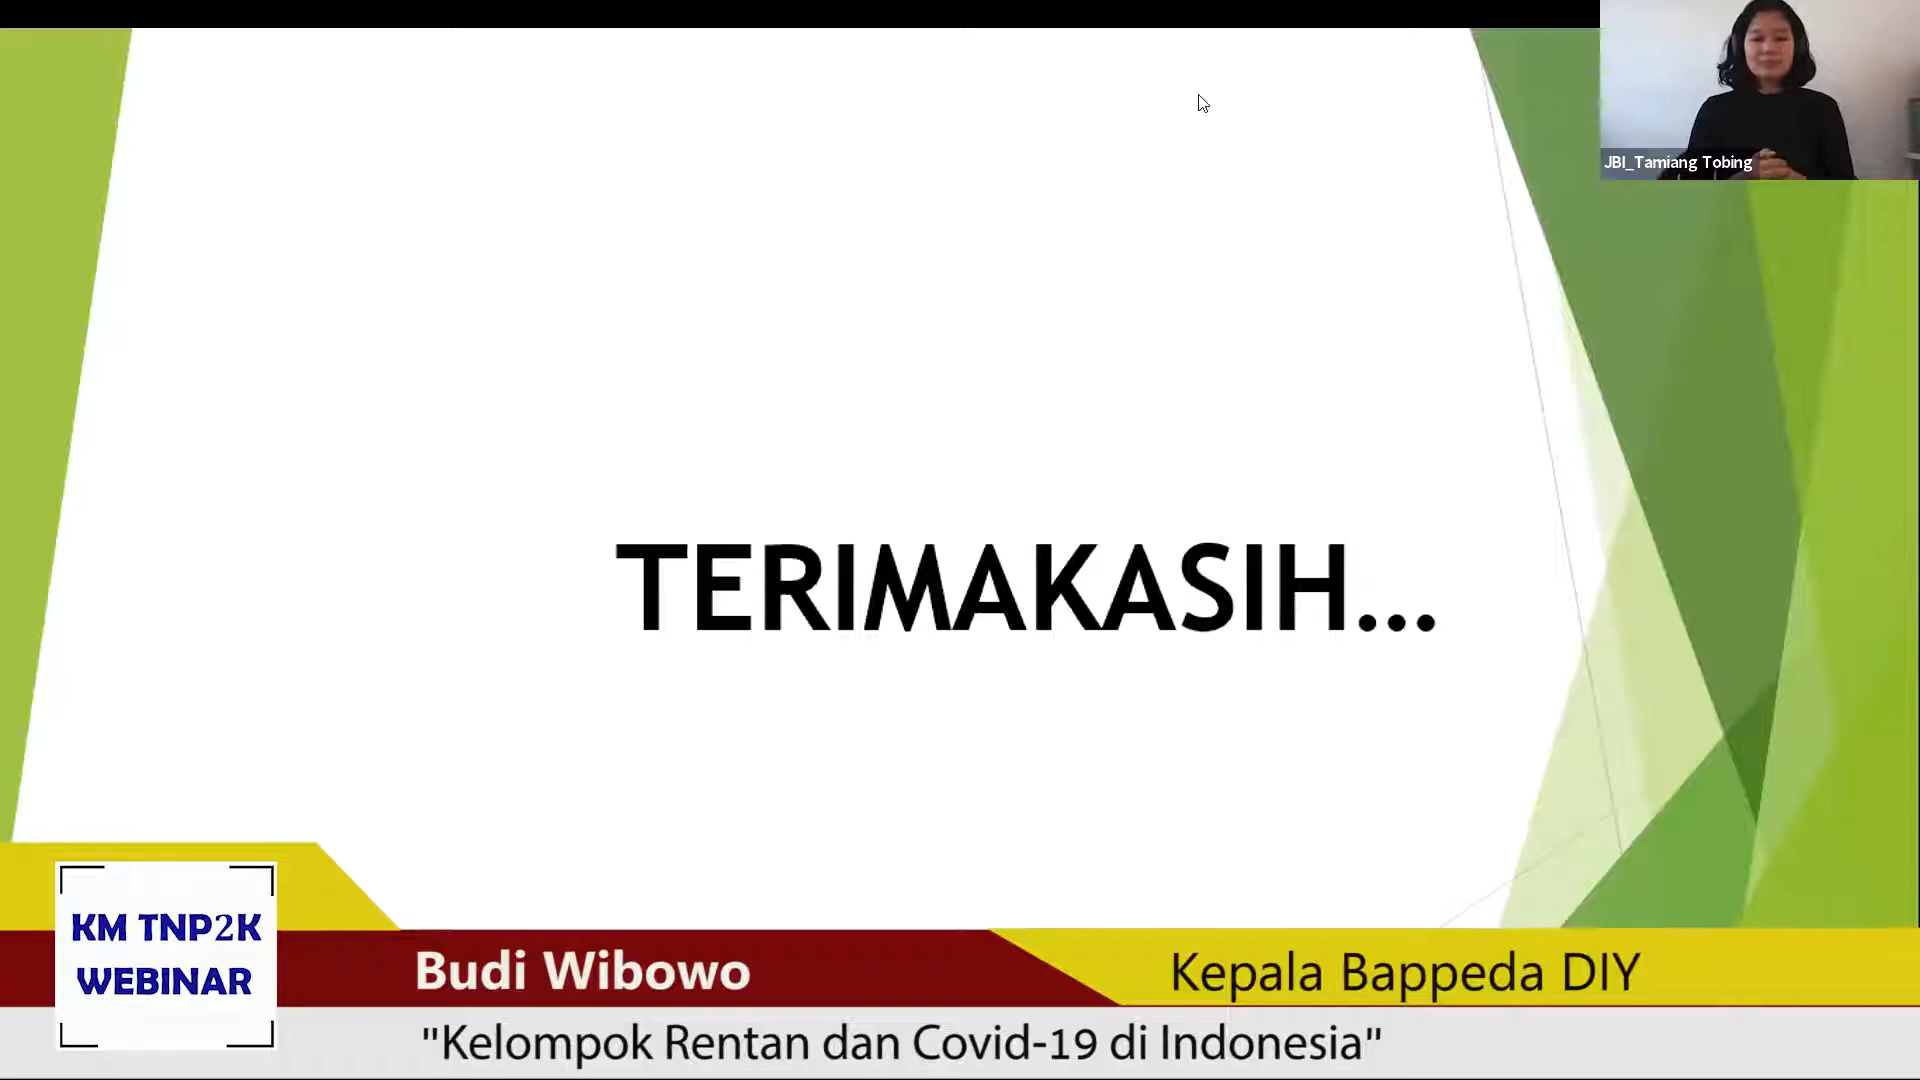 JBI_Tamiang Tobing
TERIMAKASIH...
KM TNP2K
WEBINAR
Budi Wibowo
Kepala Bappeda DIY
"Kelompok Rentan dan Covid-19 di Indonesia"